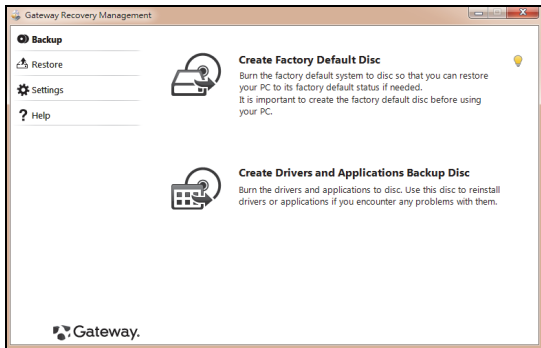 Gateway Recovery Management
Backup
Restore
Settings
Help
Create Factory Default Disc
Burn the factory default system to disc so that you can restore
your PC to its factory default status if needed.
It is important to create the factory default disc before using
your PC.
Create Drivers and Applications Backup Disc
Burn the drivers and applications to disc. Use this disc to reinstall
drivers or applications if you encounter any problems with them.
Gateway.